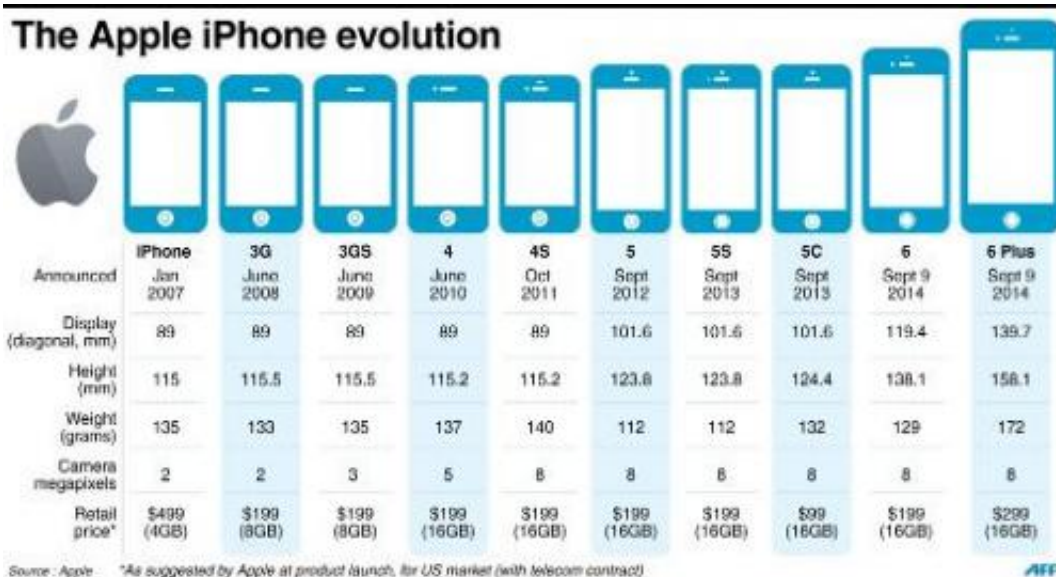 The Apple iPhone evolution
iPhone 3G 3GS 4 4S 5 5S 5C 6 6 Plus
Announced Jan June June June Oct Sept Sept Sept Sept 9 Sept 9
2007 2008 2009 2010 2011 2012 2013 2013 2014 2014
Display
(diagonal, mm) 89 89 89 89 89 101.6 101.6 101.6 119.4 139.7
Height
(mm) 115 115.5 115.5 115.2 115.2 123.8 123.8 124.4 138.1 158.1
Weight
(grams) 135 133 135 137 140 112 112 132 129 172
Camera
megapixels 2 2 3 5 8 8 8 8 8 8
Retail $499 $199 $199 $199 $199 $199 $199 $99 $199 $299
price* (4GB) (8GB) (8GB) (16GB) (16GB) (16GB) (16GB) (16GB) (16GB) (16GB)
Source : Apple *As suggested by Apple at product launch, for US market (with telecom contract) AFP